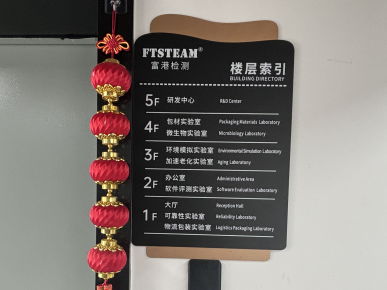 FTSTEAM®
富港检测
楼层索引
BUILDING DIRECTORY
5F 研发中心 R&D Center
4F 包材实验室 Packaging Materials Laboratory
微生物实验室 Microbiology Laboratory
3F 环境模拟实验室 Environmental Simulation Laboratory
加速老化实验室 Aging Laboratory
2F 办公室 Administrative Area
软件评测实验室 Software Evaluation Laboratory
1F 大厅 Reception Hall
可靠性实验室 Reliability Laboratory
物流包装实验室 Logistics Packaging Laboratory